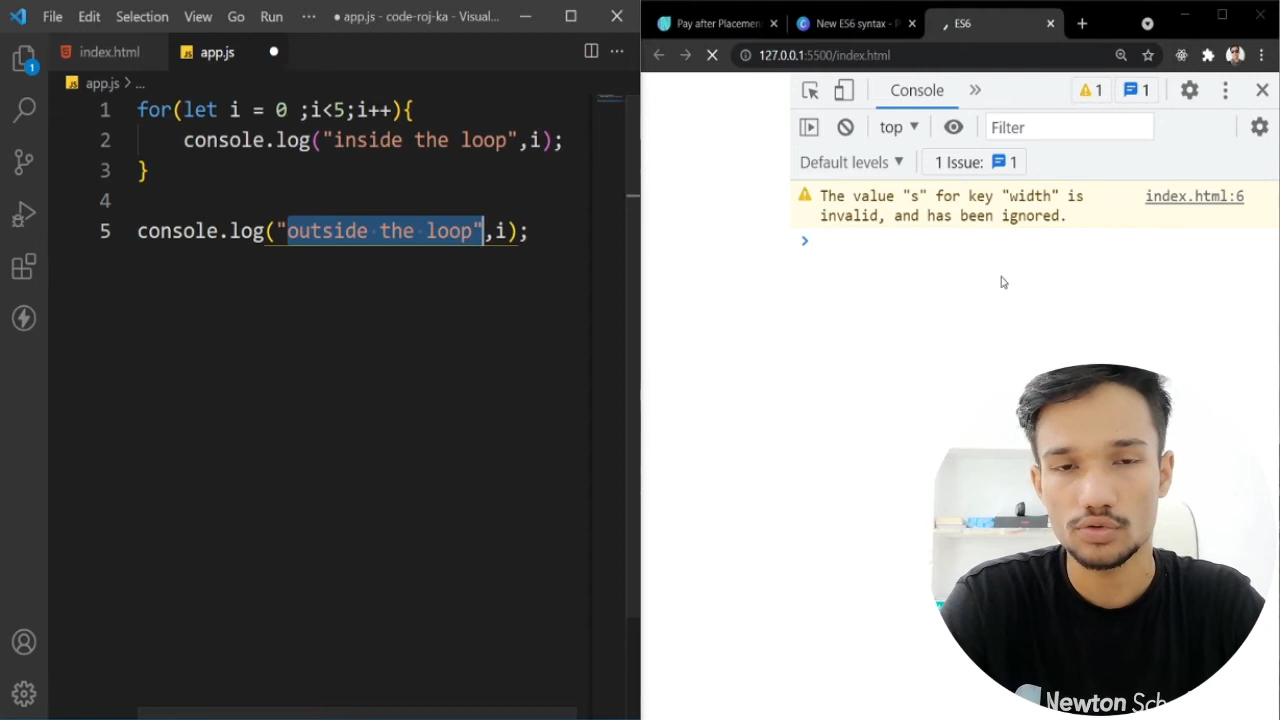 File Edit Selection View Go Run ··· ● app.js - code-roj-ka - Visual...
index.html app.js ●
app.js > ...
1 for(let i = 0 ;i<5;i++){
2 console.log("inside the loop",i);
3 }
4
5 console.log("outside the loop",i);
1
Pay after Placemen New ES6 syntax - P ES6
127.0.0.1:5500/index.html
Console » 1 1
top Filter
Default levels ▼ 1 Issue: 1
The value "s" for key "width" is index.html:6
invalid, and has been ignored.
>
Newton Sch